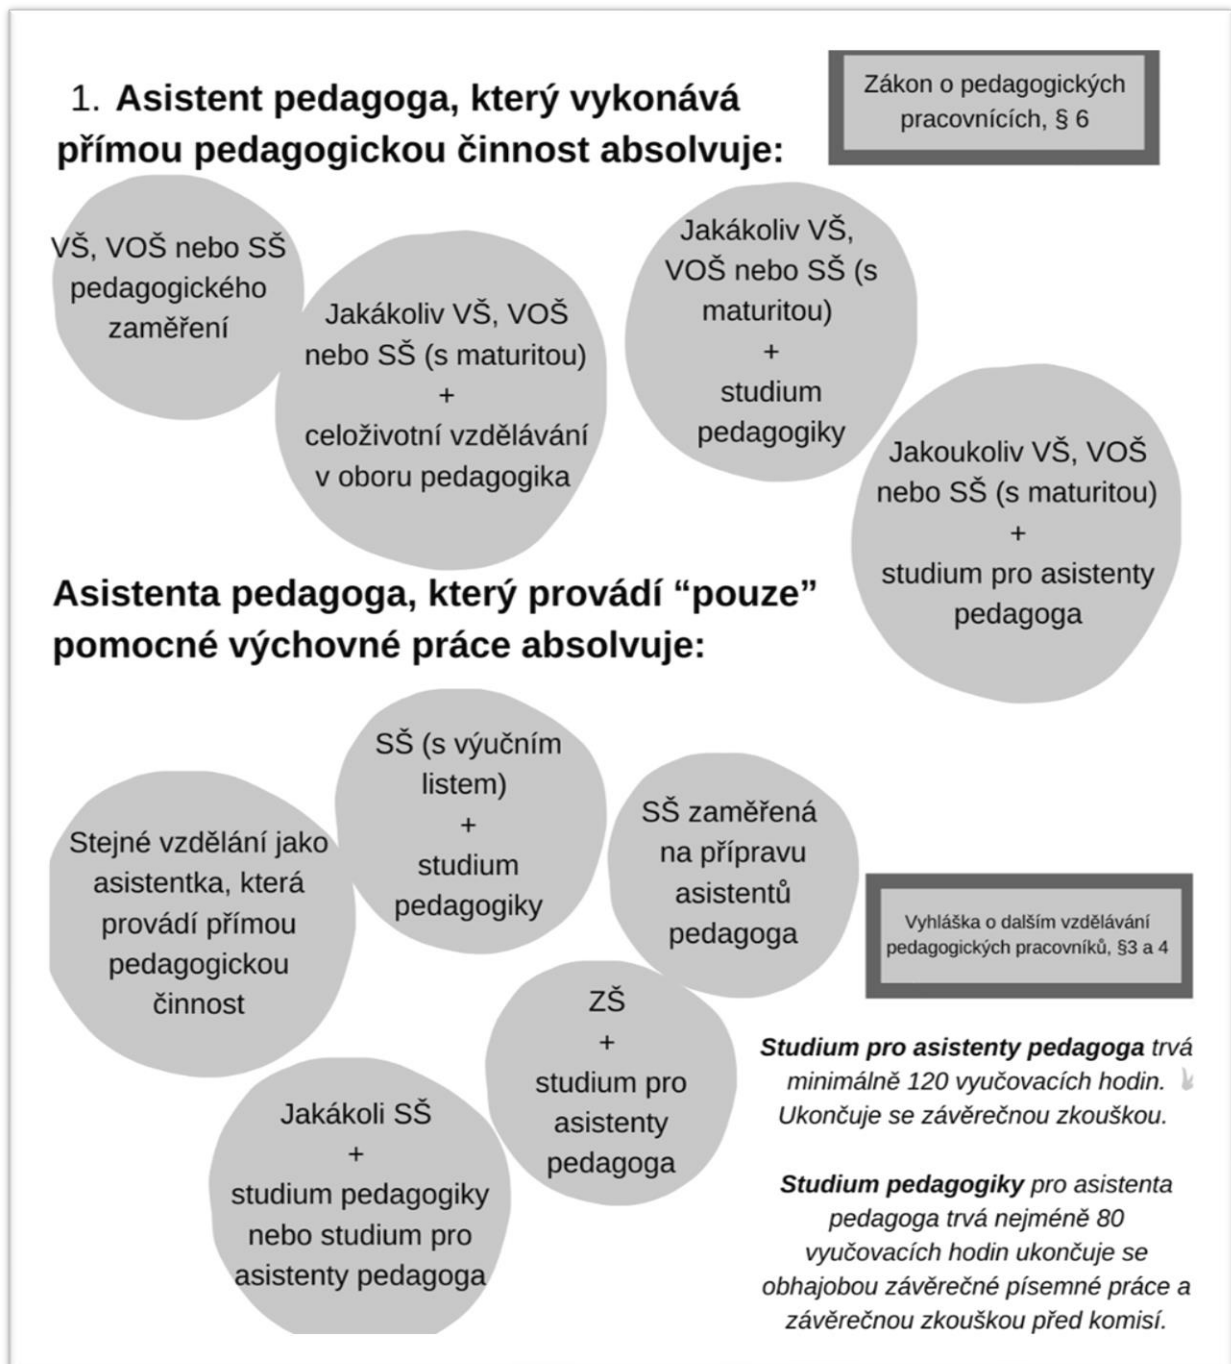 1. Asistent pedagoga, který vykonává
přímou pedagogickou činnost absolvuje:
Zákon o pedagogických
pracovnících, § 6
VŠ, VOŠ nebo SŠ
pedagogického
zaměření
Jakákoliv VŠ, VOŠ
nebo SŠ (s maturitou)
+
celoživotní vzdělávání
v oboru pedagogika
Jakákoliv VŠ,
VOŠ nebo SŠ (s
maturitou)
+
studium
pedagogiky
Jakoukoliv VŠ, VOŠ
nebo SŠ (s maturitou)
+
studium pro asistenty
pedagoga
Asistenta pedagoga, který provádí “pouze”
pomocné výchovné práce absolvuje:
Stejné vzdělání jako
asistentka, která
provádí přímou
pedagogickou
činnost
SŠ (s výučním
listem)
+
studium
pedagogiky
SŠ zaměřená
na přípravu
asistentů
pedagoga
Jakákoli SŠ
+
studium pedagogiky
nebo studium pro
asistenty pedagoga
ZŠ
+
studium pro
asistenty
pedagoga
Vyhláška o dalším vzdělávání
pedagogických pracovníků, §3 a 4
Studium pro asistenty pedagoga trvá
minimálně 120 vyučovacích hodin.
Ukončuje se závěrečnou zkouškou.
Studium pedagogiky pro asistenta
pedagoga trvá nejméně 80
vyučovacích hodin ukončuje se
obhajobou závěrečné písemné práce a
závěrečnou zkouškou před komisí.